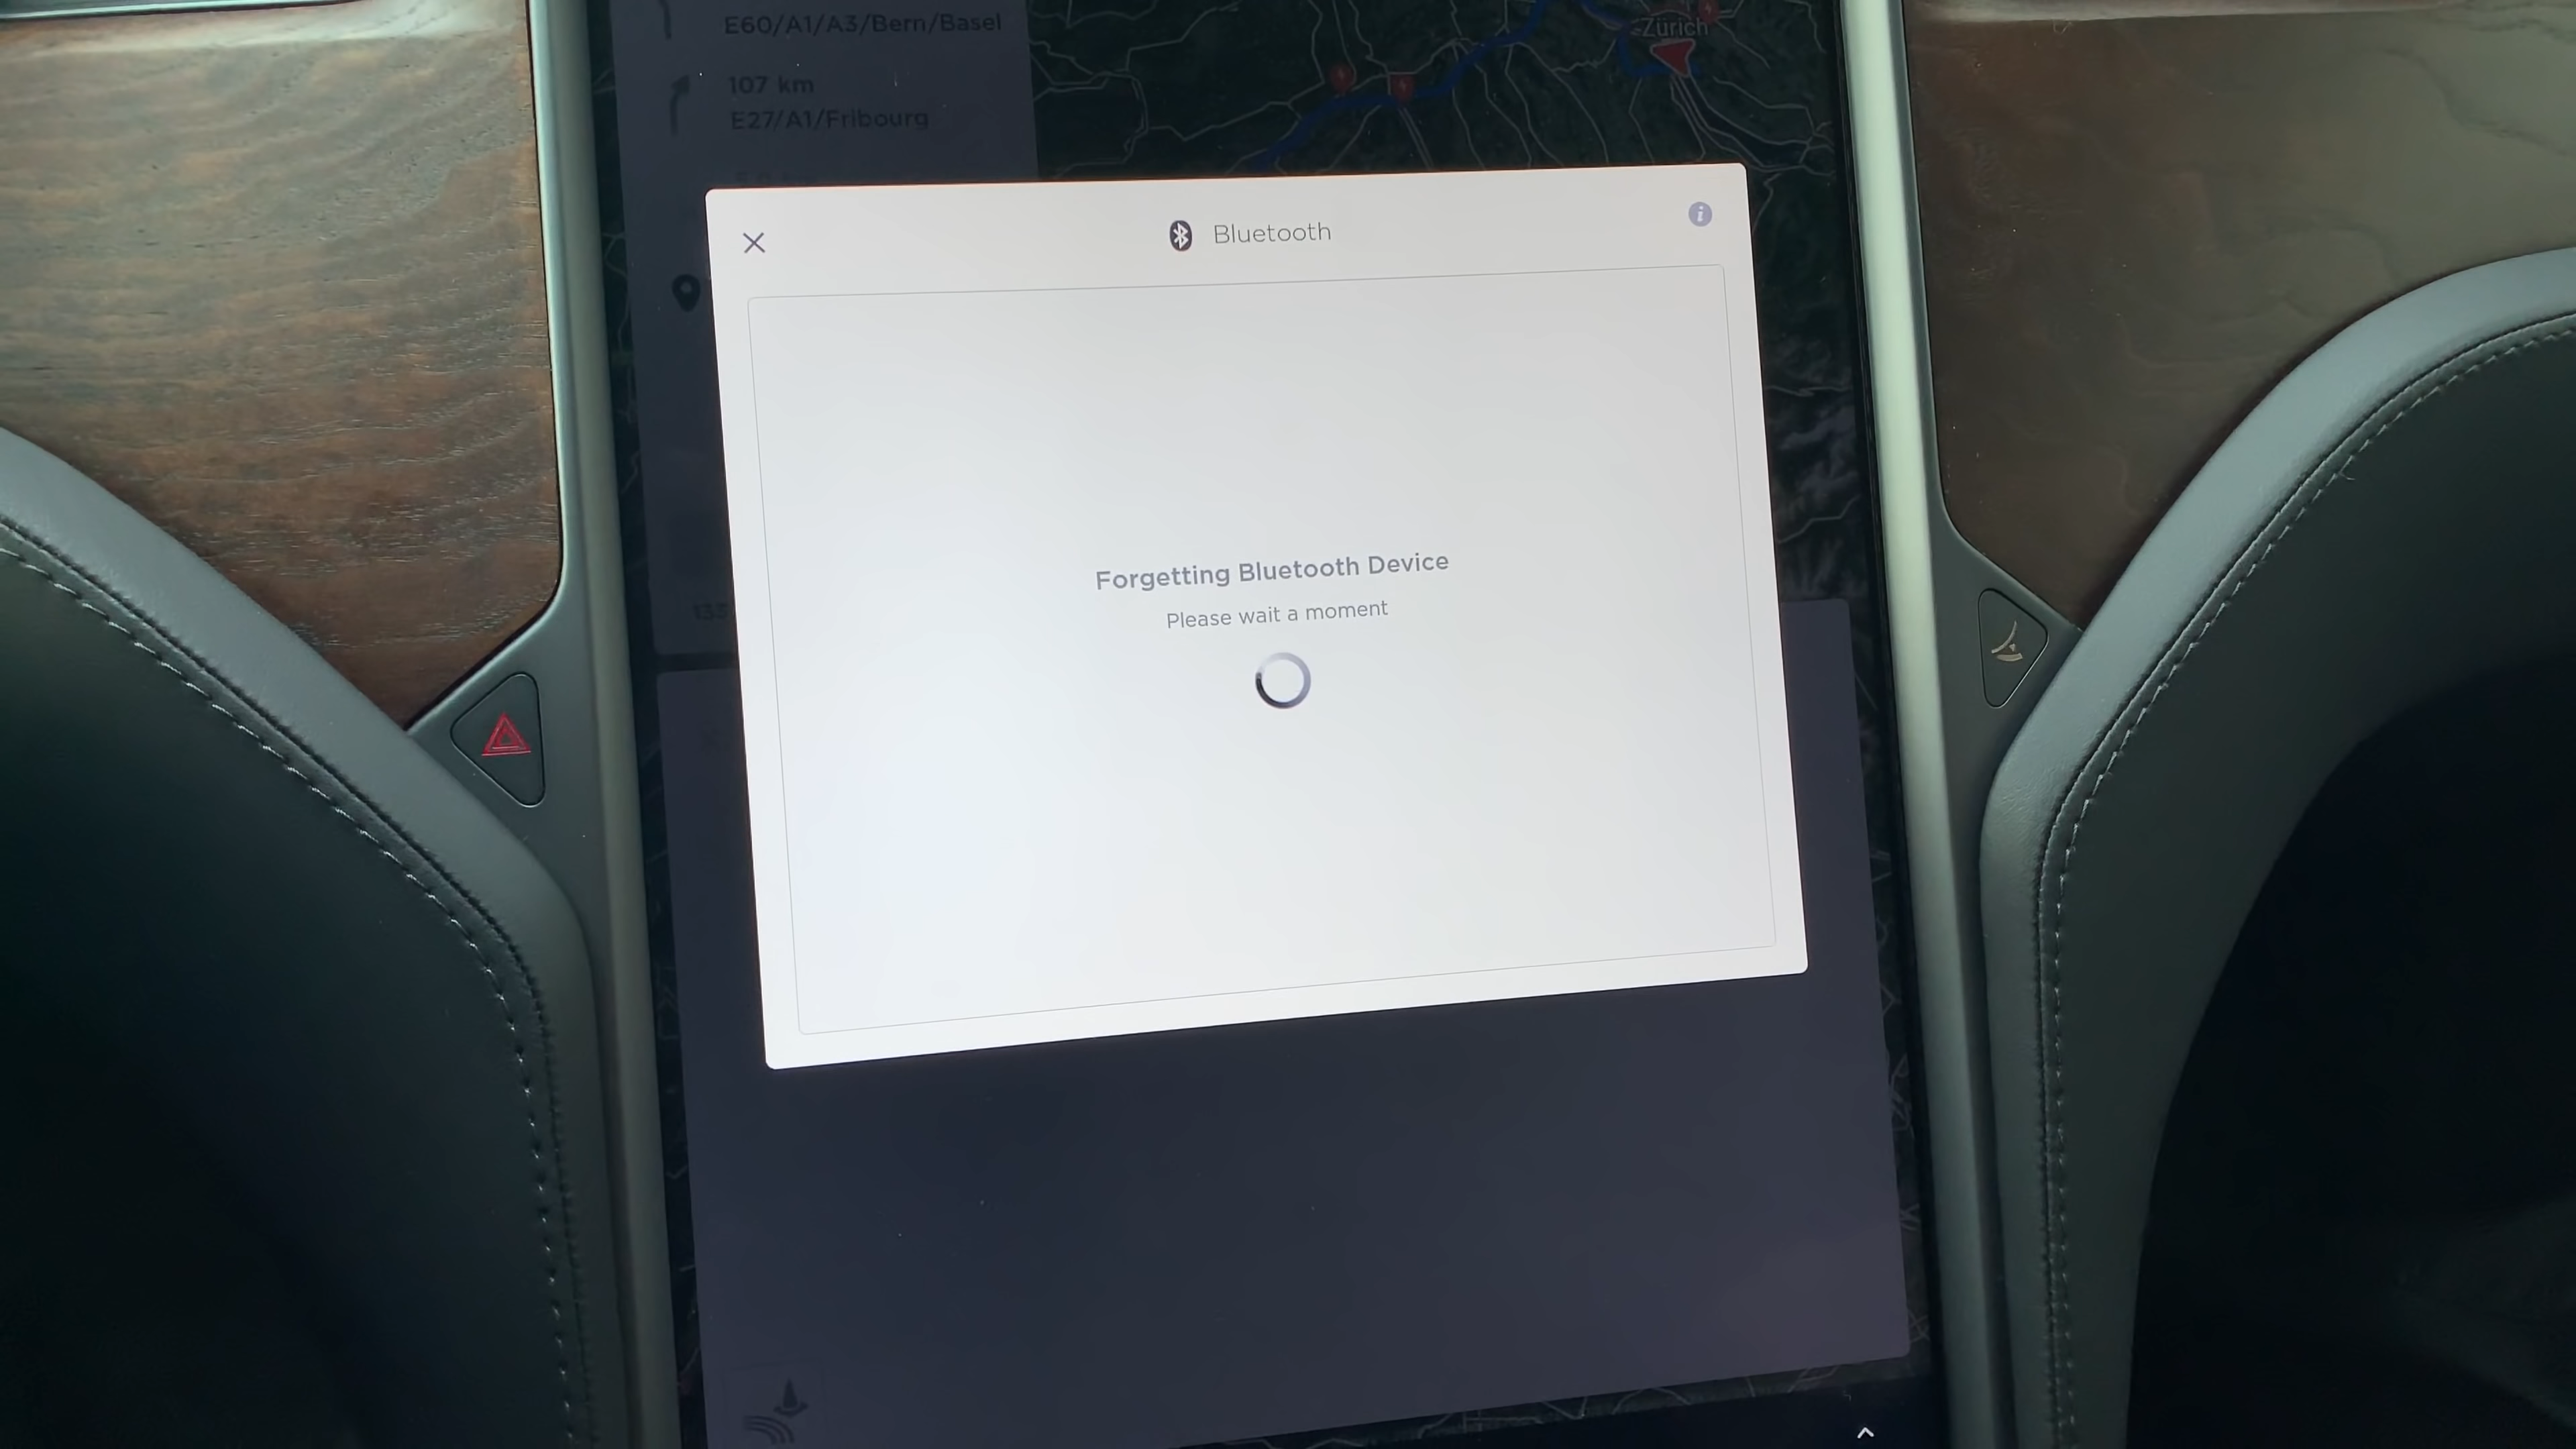 E60/A1/A3/Bern/Basel
107 km
E27/A1/Fribourg
Zürich
Bluetooth
Forgetting Bluetooth Device
Please wait a moment